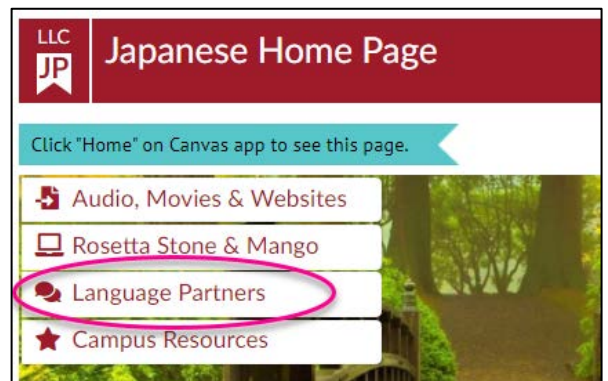 LLC
JP
Japanese Home Page
Click "Home" on Canvas app to see this page.
Audio, Movies & Websites
Rosetta Stone & Mango
Language Partners
Campus Resources